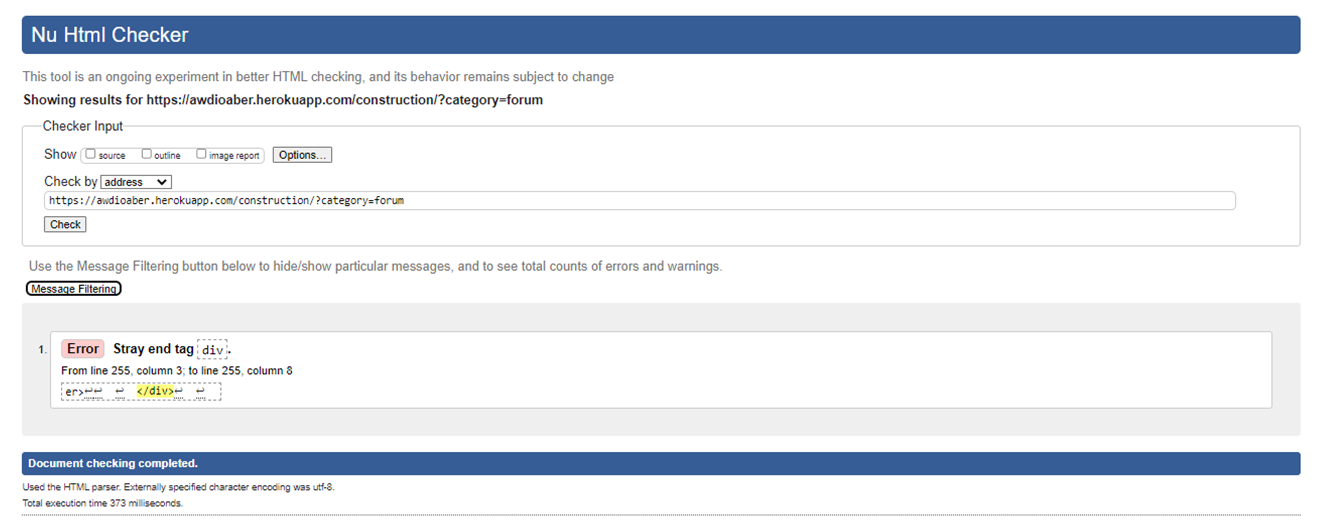 Nu Html Checker
This tool is an ongoing experiment in better HTML checking, and its behavior remains subject to change
Showing results for https://awdioaber.herokuapp.com/construction/?category=forum
Checker Input
Show source outline image report Options...
Check by address
https://awdioaber.herokuapp.com/construction/?category=forum
Check
Use the Message Filtering button below to hide/show particular messages, and to see total counts of errors and warnings.
Message Filtering
1. Error Stray end tag div.
From line 255, column 3; to line 255, column 8
er>↩↩ ↩ </div>↩ ↩
Document checking completed.
Used the HTML parser. Externally specified character encoding was utf-8.
Total execution time 373 milliseconds.